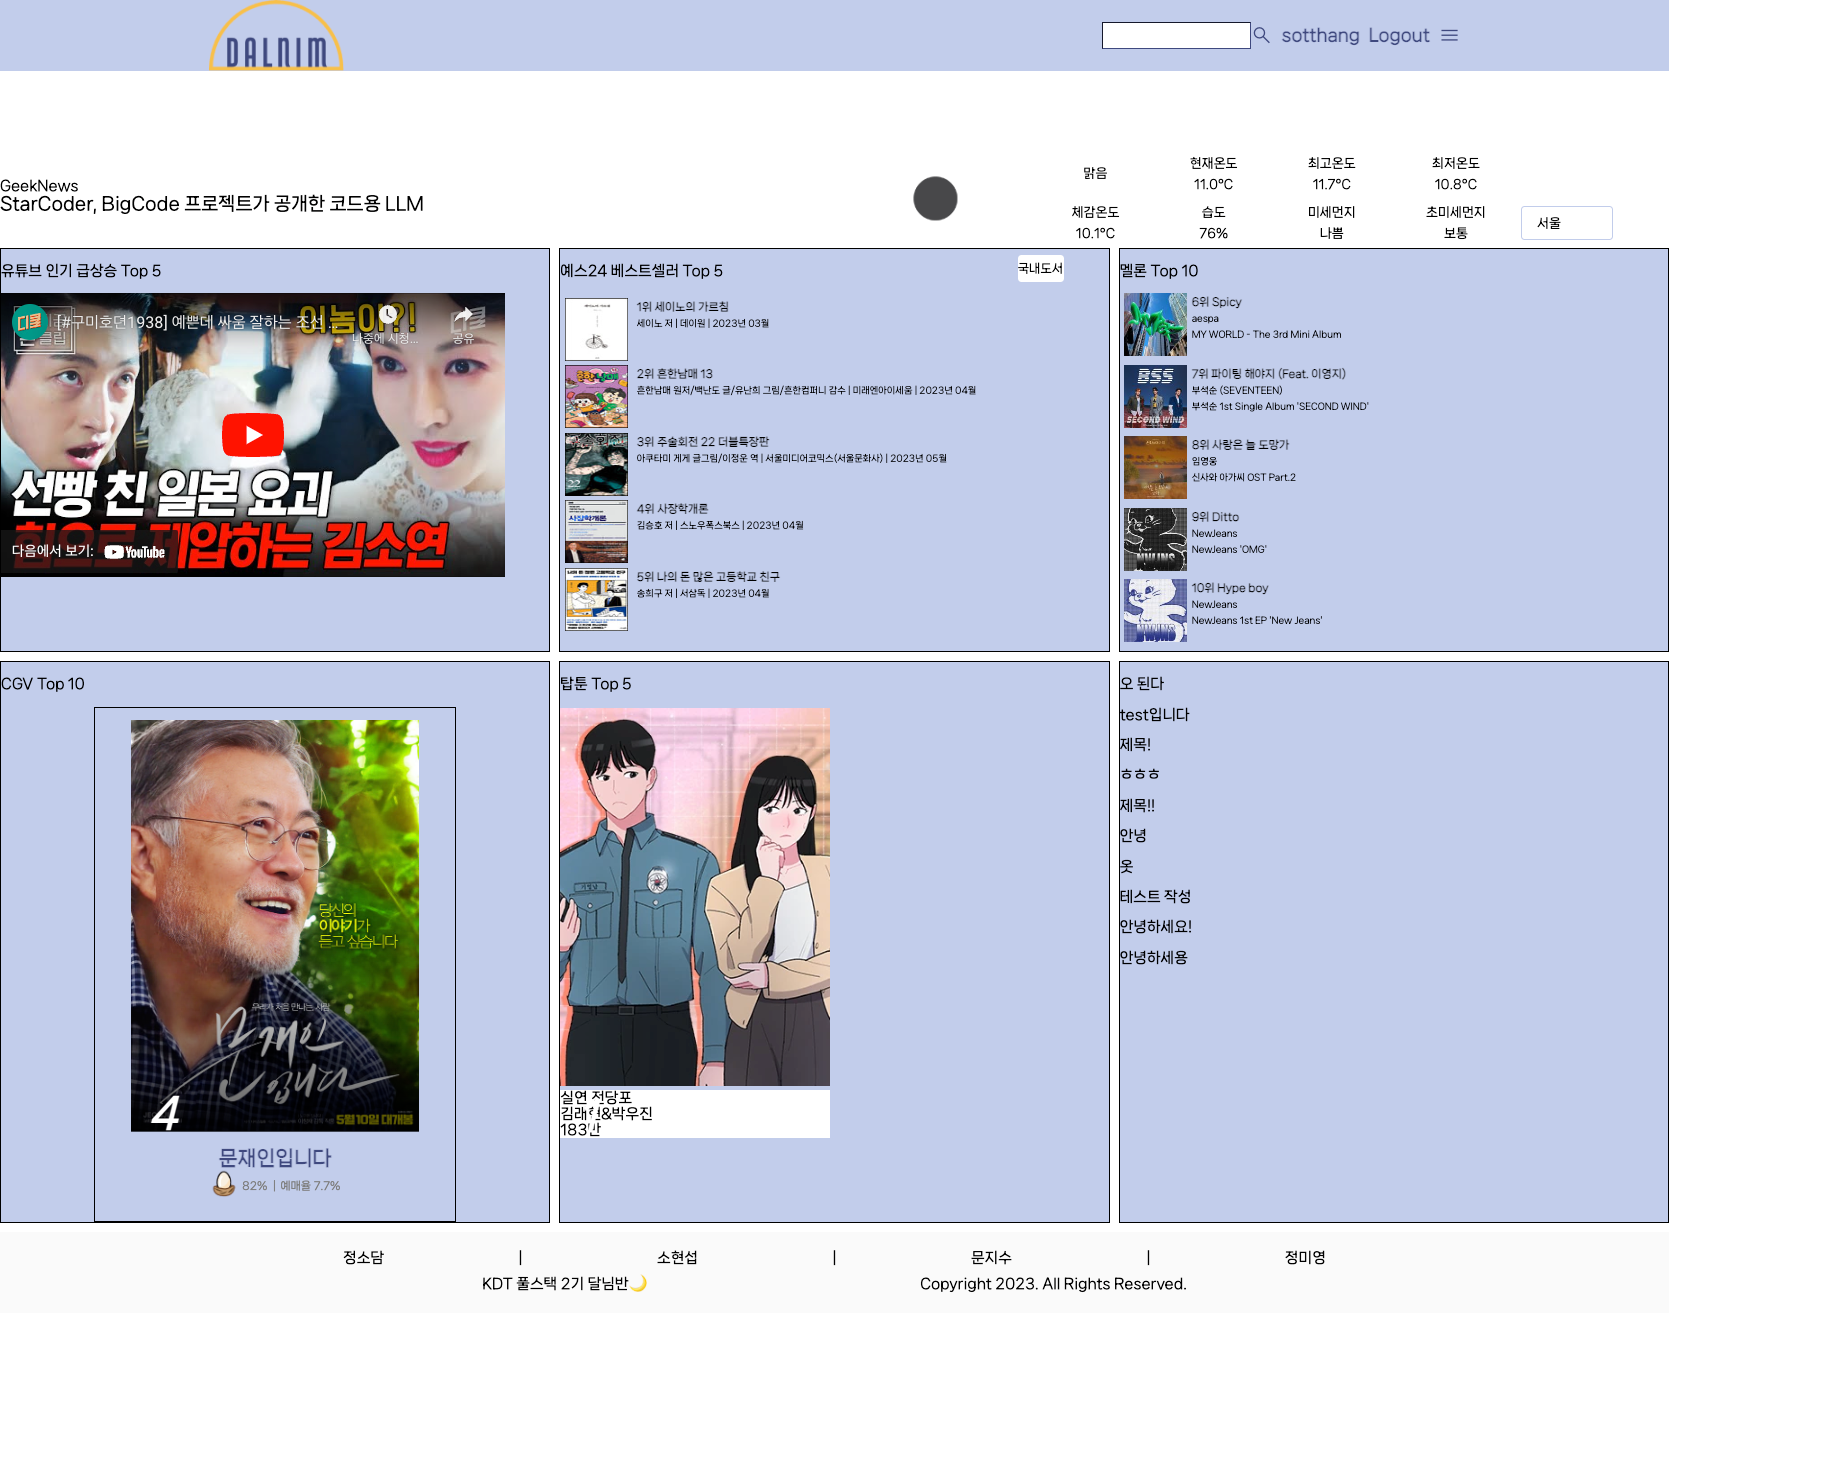 DALNIM
sotthang Logout
GeekNews
StarCoder, BigCode 프로젝트가 공개한 코드용 LLM
맑음
현재온도
11.0°C
최고온도
11.7°C
최저온도
10.8°C
체감온도
10.1°C
습도
76%
미세먼지
나쁨
초미세먼지
보통
서울
유튜브 인기 급상승 Top 5
[#구미호뎐1938] 예쁜데 싸움 잘하는 조선 ...
이놈아?!
나중에 시청...
공유
선빵 친 일본 요괴
힘으로 제압하는 김소연
다음에서 보기: YouTube
예스24 베스트셀러 Top 5
국내도서
1위 세이노의 가르침
세이노 저 | 데이원 | 2023년 03월
2위 흔한남매 13
흔한남매 원저/백난도 글/유난희 그림/흔한컴퍼니 감수 | 미래엔아이세움 | 2023년 04월
3위 주술회전 22 더블특장판
아쿠타미 게게 글그림/이정운 역 | 서울미디어코믹스(서울문화사) | 2023년 05월
4위 사장학개론
김승호 저 | 스노우폭스북스 | 2023년 04월
5위 나의 돈 많은 고등학교 친구
송희구 저 | 서삼독 | 2023년 04월
멜론 Top 10
6위 Spicy
aespa
MY WORLD - The 3rd Mini Album
7위 파이팅 해야지 (Feat. 이영지)
부석순 (SEVENTEEN)
부석순 1st Single Album 'SECOND WIND'
BSS
SECOND WIND
8위 사랑은 늘 도망가
임영웅
신사와 아가씨 OST Part.2
9위 Ditto
NewJeans
NewJeans 'OMG'
10위 Hype boy
NewJeans
NewJeans 1st EP 'New Jeans'
CGV Top 10
당신의
이야기가
듣고 싶습니다
우리가 처음 만나는 사람
문재인
입니다
5월 10일 대개봉
4
문재인입니다
82% | 예매율 7.7%
탑툰 Top 5
실연 전당포
김래현&박우진
183만
오 된다
test입니다
제목!
ㅎㅎㅎ
제목!!
안녕
옷
테스트 작성
안녕하세요!
안녕하세용
정소담 | 소현섭 | 문지수 | 정미영
KDT 풀스택 2기 달님반🌙 Copyright 2023. All Rights Reserved.